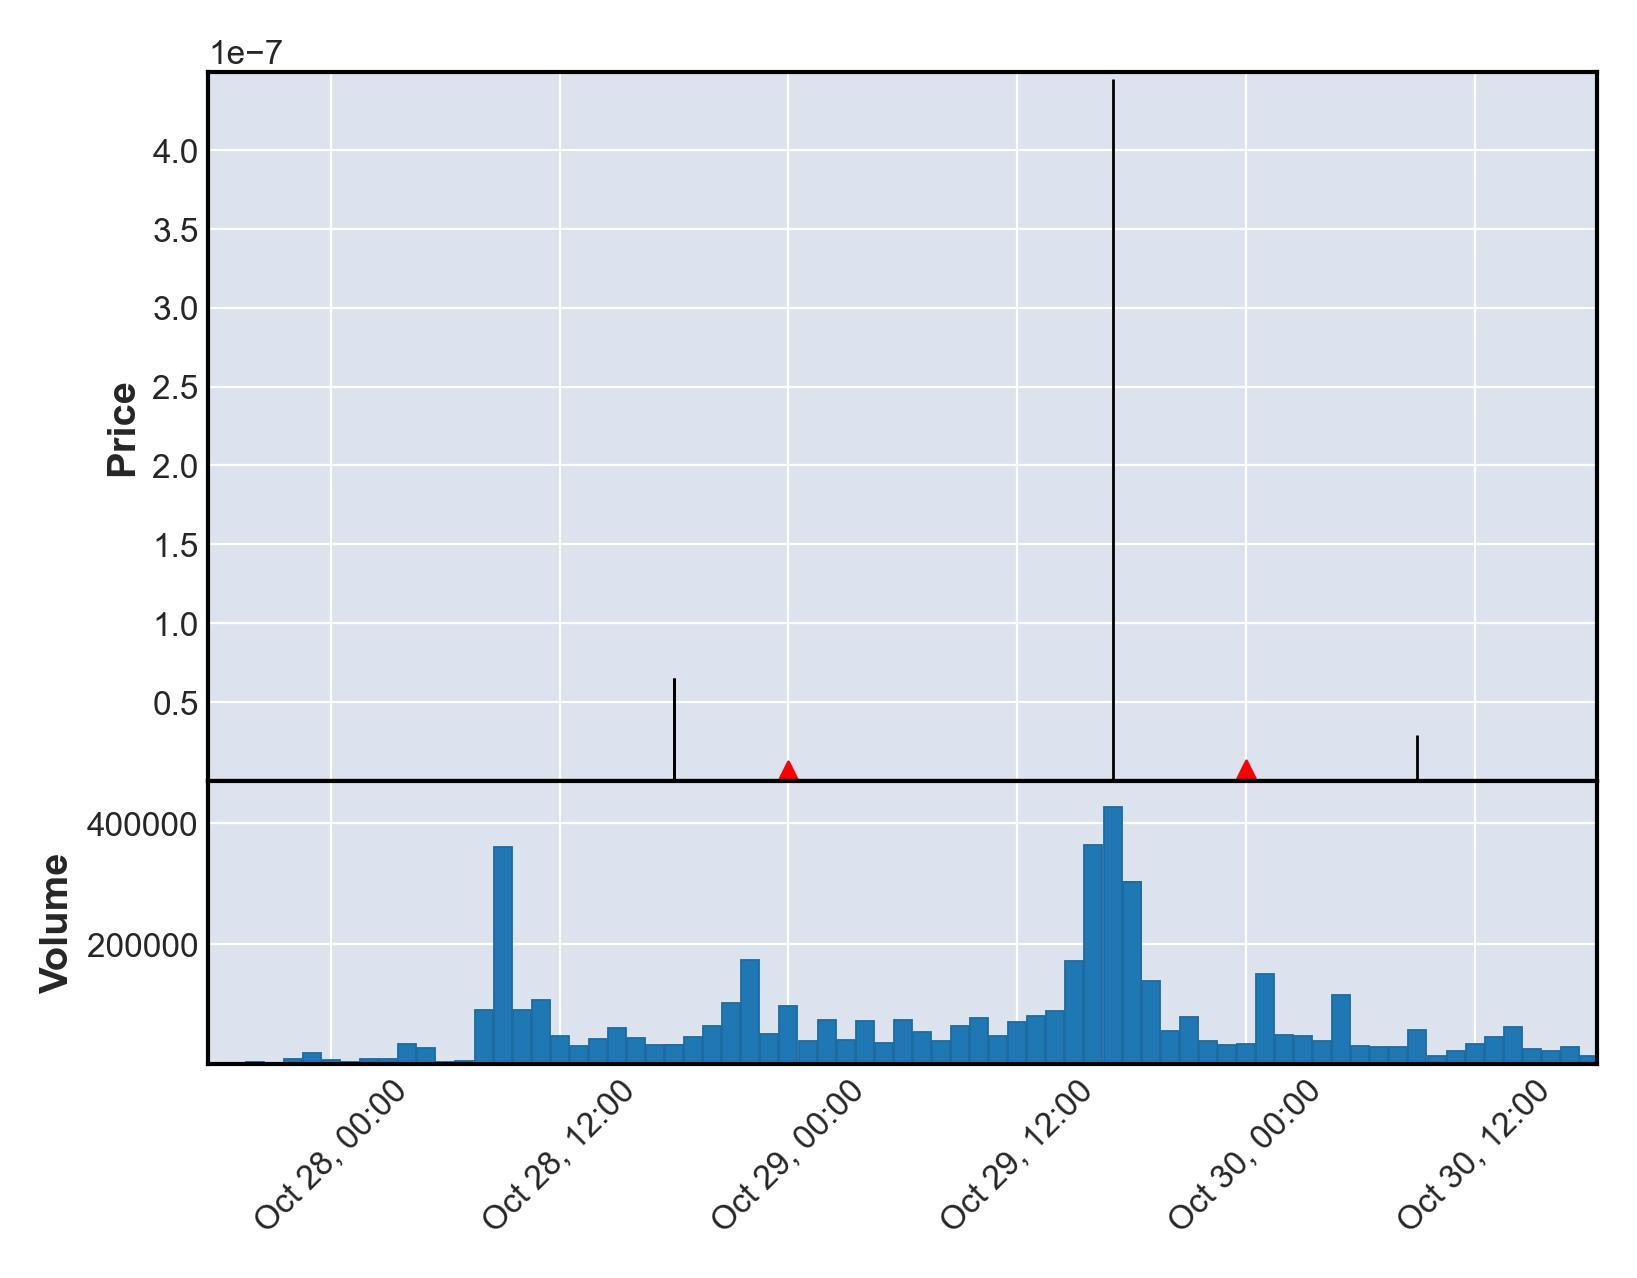 1e−7
4.0
3.5
3.0
2.5
2.0
1.5
1.0
0.5
Price
400000
200000
Volume
Oct 28, 00:00
Oct 28, 12:00
Oct 29, 00:00
Oct 29, 12:00
Oct 30, 00:00
Oct 30, 12:00